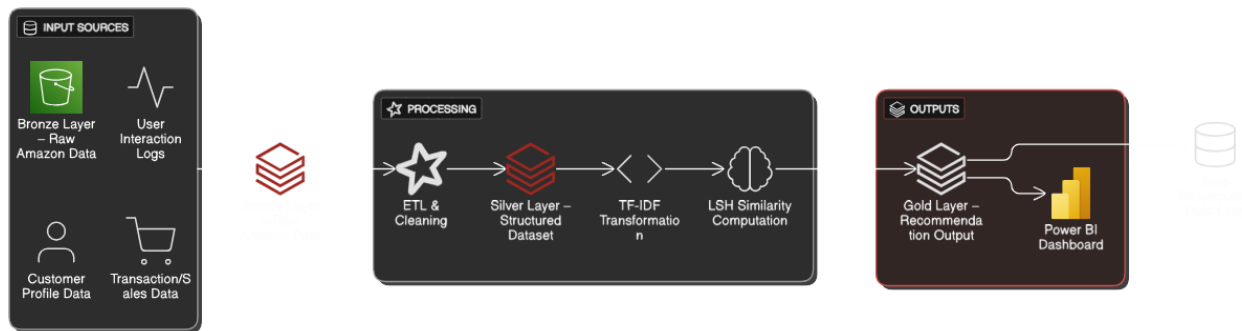 INPUT SOURCES
Bronze Layer
– Raw
Amazon Data
User
Interaction
Logs
Customer
Profile Data
Transaction/S
ales Data
PROCESSING
ETL &
Cleaning
Silver Layer –
Structured
Dataset
TF-IDF
Transformatio
n
LSH Similarity
Computation
OUTPUTS
Gold Layer –
Recommenda
tion Output
Power BI
Dashboard